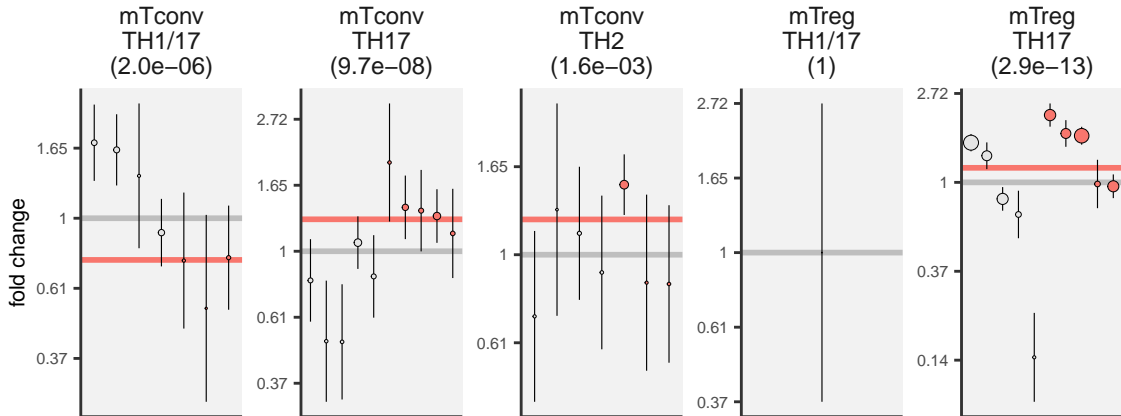 mTconv
TH1/17
(2.0e−06)
mTconv
TH17
(9.7e−08)
mTconv
TH2
(1.6e−03)
mTreg
TH1/17
(1)
mTreg
TH17
(2.9e−13)
fold change
1.65
1
0.61
0.37
2.72
1.65
1
0.61
0.37
1.65
1
0.61
2.72
1.65
1
0.61
0.37
2.72
1
0.37
0.14